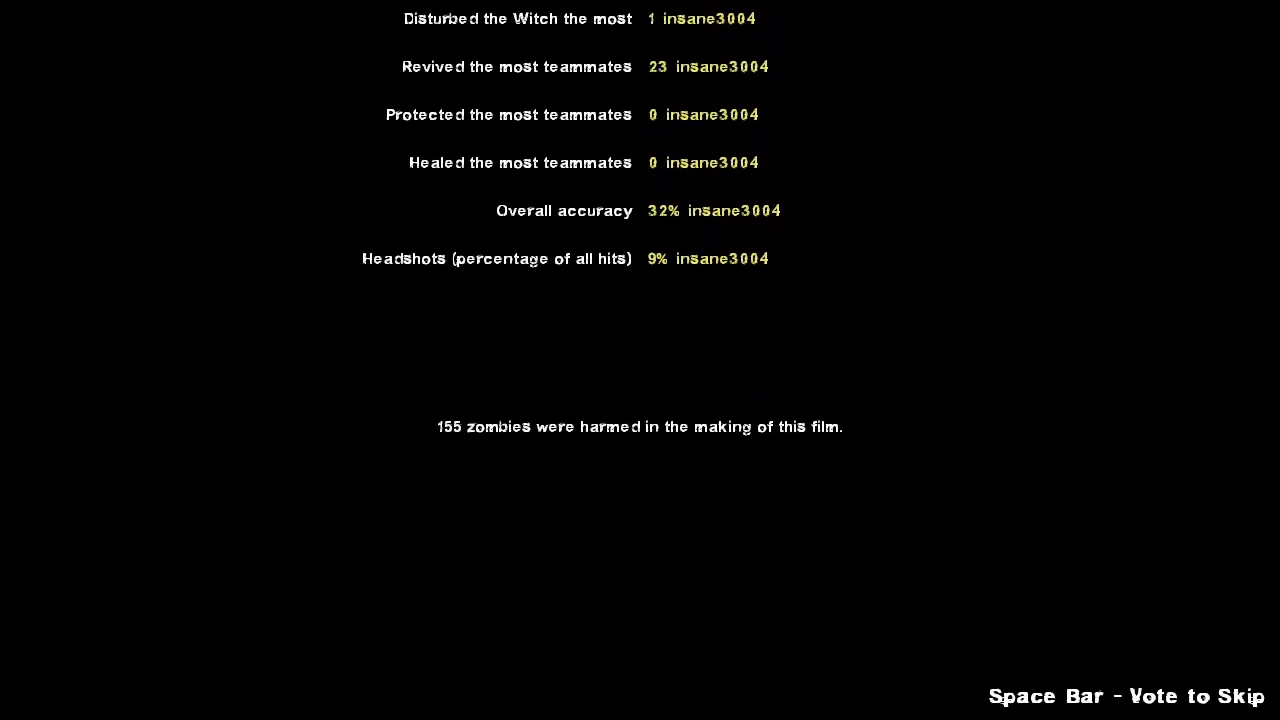 Disturbed the Witch the most 1 insane3004
Revived the most teammates 23 insane3004
Protected the most teammates 0 insane3004
Healed the most teammates 0 insane3004
Overall accuracy 32% insane3004
Headshots (percentage of all hits) 9% insane3004
155 zombies were harmed in the making of this film.
Space Bar - Vote to Skip